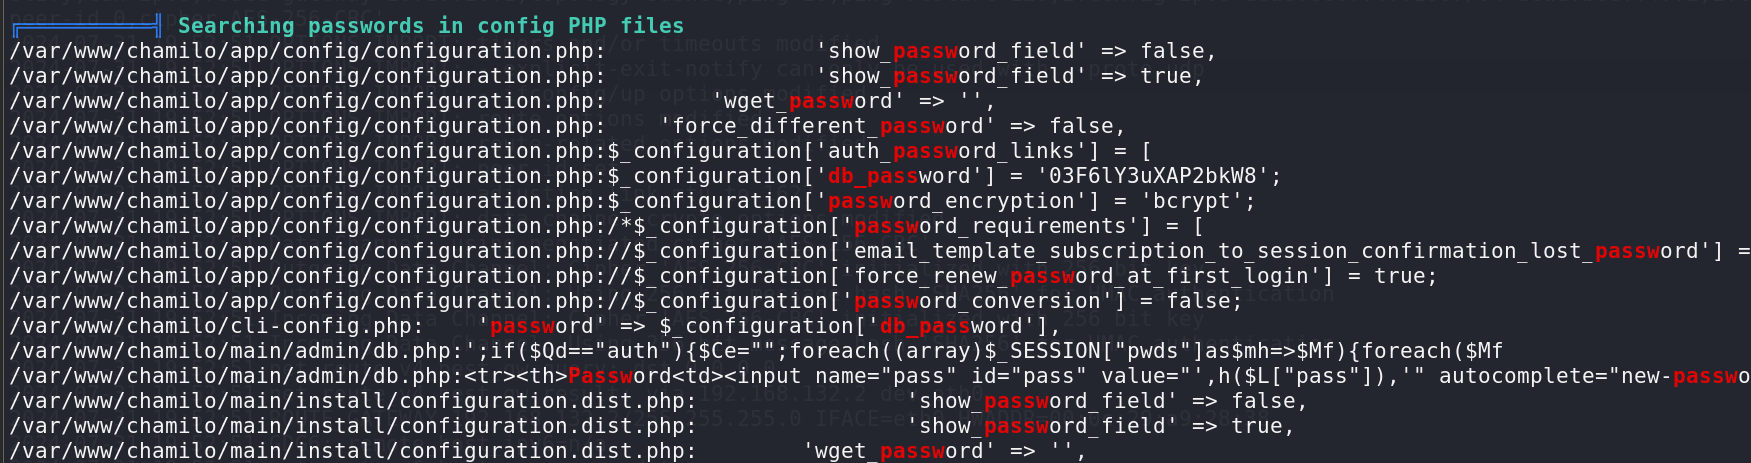 Searching passwords in config PHP files
/var/www/chamilo/app/config/configuration.php:                'show_password_field' => false,
/var/www/chamilo/app/config/configuration.php:                'show_password_field' => true,
/var/www/chamilo/app/config/configuration.php:        'wget_password' => '',
/var/www/chamilo/app/config/configuration.php:    'force_different_password' => false,
/var/www/chamilo/app/config/configuration.php:$_configuration['auth_password_links'] = [
/var/www/chamilo/app/config/configuration.php:$_configuration['db_password'] = '03F6lY3uXAP2bkW8';
/var/www/chamilo/app/config/configuration.php:$_configuration['password_encryption'] = 'bcrypt';
/var/www/chamilo/app/config/configuration.php:/*$_configuration['password_requirements'] = [
/var/www/chamilo/app/config/configuration.php://$_configuration['email_template_subscription_to_session_confirmation_lost_password'] =
/var/www/chamilo/app/config/configuration.php://$_configuration['force_renew_password_at_first_login'] = true;
/var/www/chamilo/app/config/configuration.php://$_configuration['password_conversion'] = false;
/var/www/chamilo/cli-config.php:    'password' => $_configuration['db_password'],
/var/www/chamilo/main/admin/db.php:';if($Qd=="auth"){$Ce="";foreach((array)$_SESSION["pwds"]as$mh=>$Mf){foreach($Mf
/var/www/chamilo/main/admin/db.php:<tr><th>Password<td><input name="pass" id="pass" value="',h($L["pass"]),'" autocomplete="new-passwo
/var/www/chamilo/main/install/configuration.dist.php:                'show_password_field' => false,
/var/www/chamilo/main/install/configuration.dist.php:                'show_password_field' => true,
/var/www/chamilo/main/install/configuration.dist.php:        'wget_password' => '',